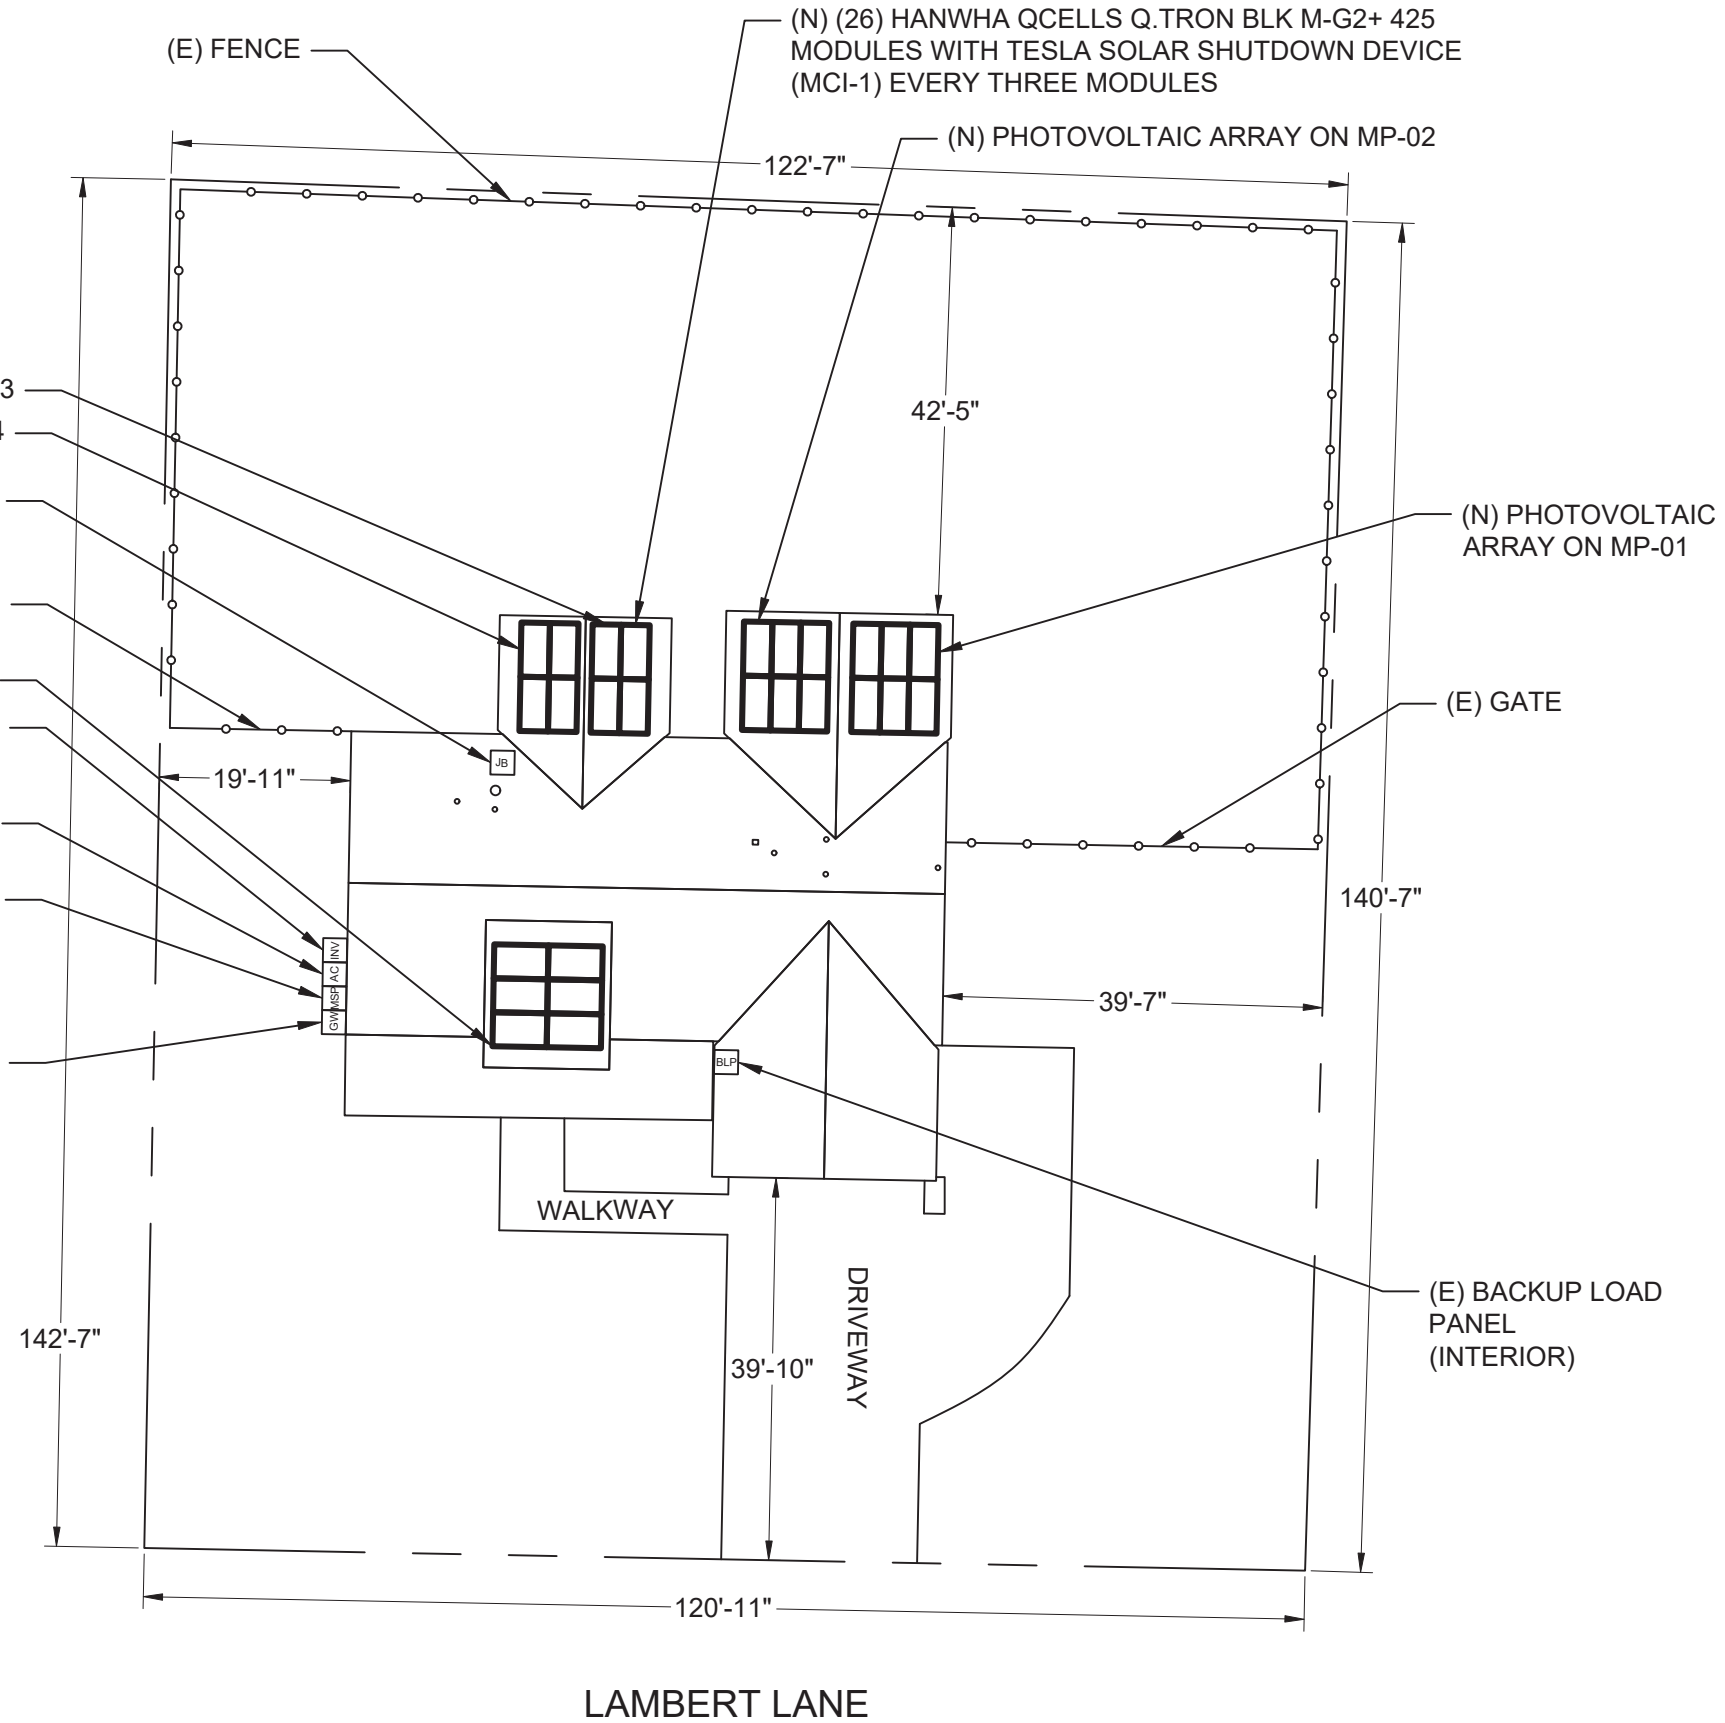 (N) (26) HANWHA QCELLS Q.TRON BLK M-G2+ 425
MODULES WITH TESLA SOLAR SHUTDOWN DEVICE
(MCI-1) EVERY THREE MODULES
(E) FENCE
(N) PHOTOVOLTAIC ARRAY ON MP-02
122'-7"
3
42'-5"
(N) PHOTOVOLTAIC
ARRAY ON MP-01
(E) GATE
JB
19'-11"
140'-7"
INV
AC
MSP
GW
39'-7"
BLP
WALKWAY
DRIVEWAY
(E) BACKUP LOAD
PANEL
(INTERIOR)
142'-7"
39'-10"
120'-11"
LAMBERT LANE